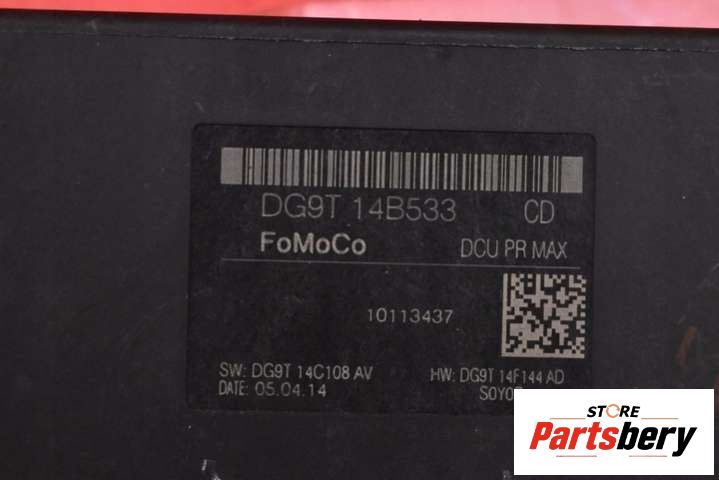 DG9T 14B533 CD
FoMoCo DCU PR MAX
10113437
SW: DG9T 14C108 AV HW: DG9T 14F144 AD
DATE: 05.04.14
STORE
Partsbery